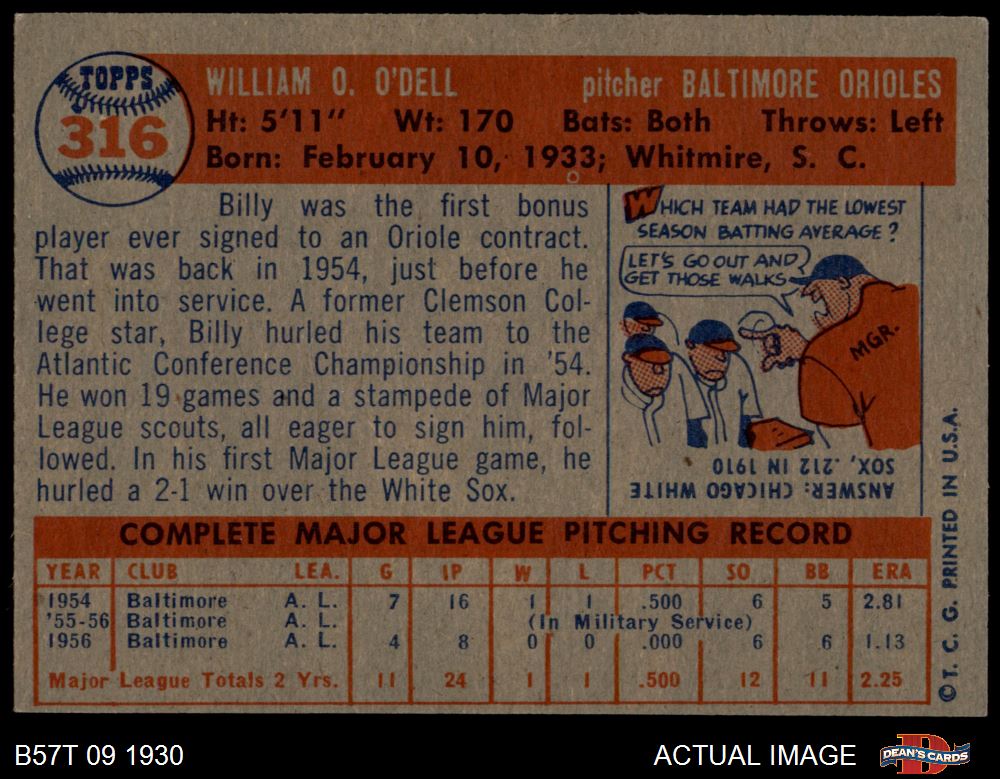 TOPPS
316
WILLIAM O. O'DELL pitcher BALTIMORE ORIOLES
Ht: 5'11" Wt: 170 Bats: Both Throws: Left
Born: February 10, 1933; Whitmire, S. C.
Billy was the first bonus
player ever signed to an Oriole contract.
That was back in 1954, just before he
went into service. A former Clemson Col-
lege star, Billy hurled his team to the
Atlantic Conference Championship in '54.
He won 19 games and a stampede of Major
League scouts, all eager to sign him, fol-
lowed. In his first Major League game, he
hurled a 2-1 win over the White Sox.
WHICH TEAM HAD THE LOWEST
SEASON BATTING AVERAGE?
LET'S GO OUT AND
GET THOSE WALKS
MGR.
ANSWER: CHICAGO WHITE
SOX, .212 IN 1910
COMPLETE MAJOR LEAGUE PITCHING RECORD
YEAR CLUB LEA. G IP W L PCT SO BB ERA
1954 Baltimore A. L. 7 16 1 1 .500 6 5 2.81
'55-56 Baltimore A. L. (In Military Service)
1956 Baltimore A. L. 4 8 0 0 .000 6 6 1.13
Major League Totals 2 Yrs. 11 24 1 1 .500 12 11 2.25
©T. C. G. PRINTED IN U.S.A.
B57T 09 1930
ACTUAL IMAGE
DEAN'S CARDS